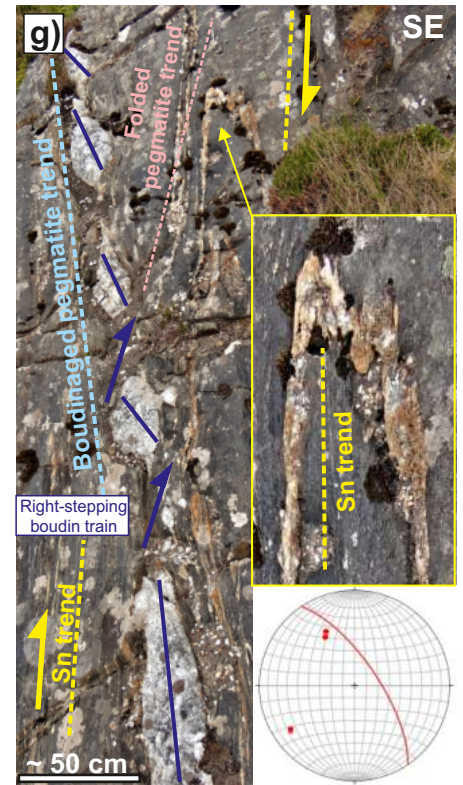 g)
SE
Folded
pegmatite trend
Boudinaged pegmatite trend
Sn trend
Right-stepping
boudin train
Sn trend
~ 50 cm